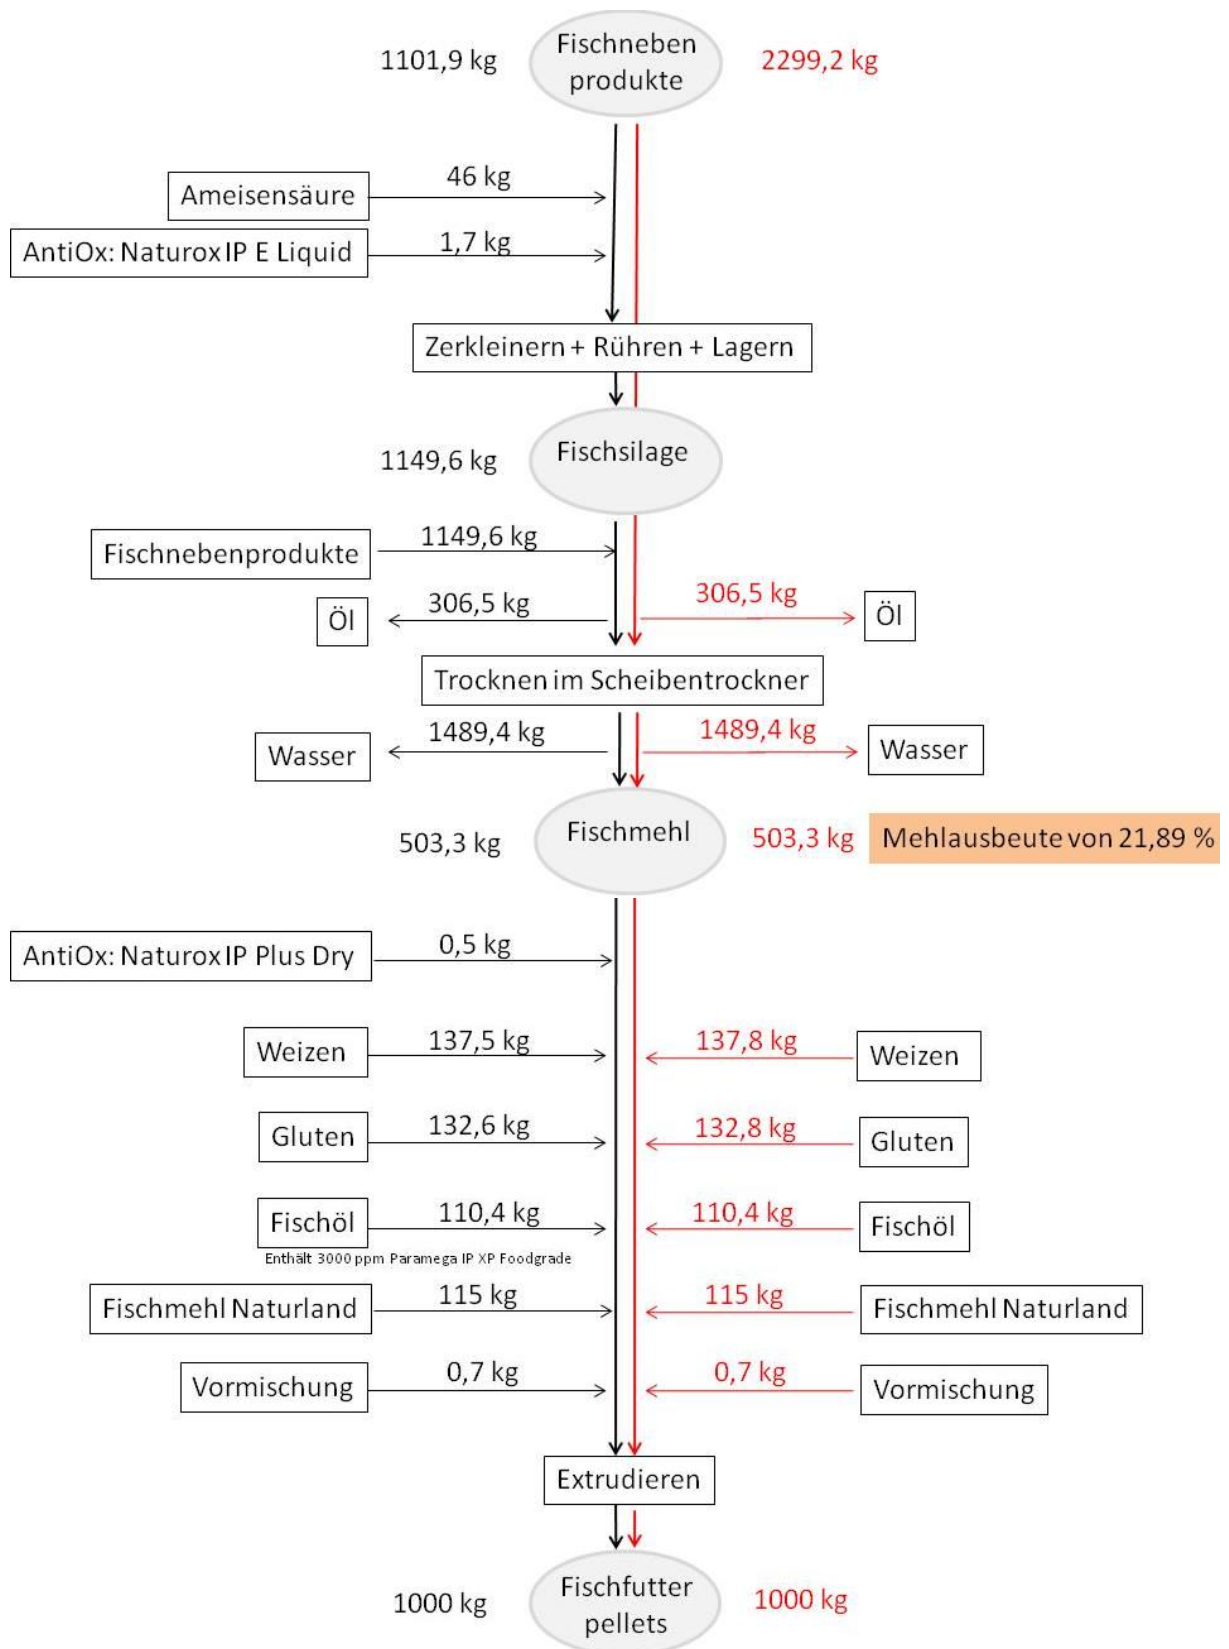 1101,9 kg
Fischneben
produkte
2299,2 kg
Ameisensäure
46 kg
AntiOx: Naturox IP E Liquid
1,7 kg
Zerkleinern + Rühren + Lagern
1149,6 kg
Fischsilage
Fischnebenprodukte
1149,6 kg
Öl
306,5 kg
306,5 kg
Öl
Trocknen im Scheibentrockner
Wasser
1489,4 kg
1489,4 kg
Wasser
503,3 kg
Fischmehl
503,3 kg
Mehlausbeute von 21,89 %
AntiOx: Naturox IP Plus Dry
0,5 kg
Weizen
137,5 kg
137,8 kg
Weizen
Gluten
132,6 kg
132,8 kg
Gluten
Fischöl
110,4 kg
110,4 kg
Fischöl
Enthält 3000 ppm Paramega IP XP Foodgrade
Fischmehl Naturland
115 kg
115 kg
Fischmehl Naturland
Vormischung
0,7 kg
0,7 kg
Vormischung
Extrudieren
1000 kg
Fischfutter
pellets
1000 kg